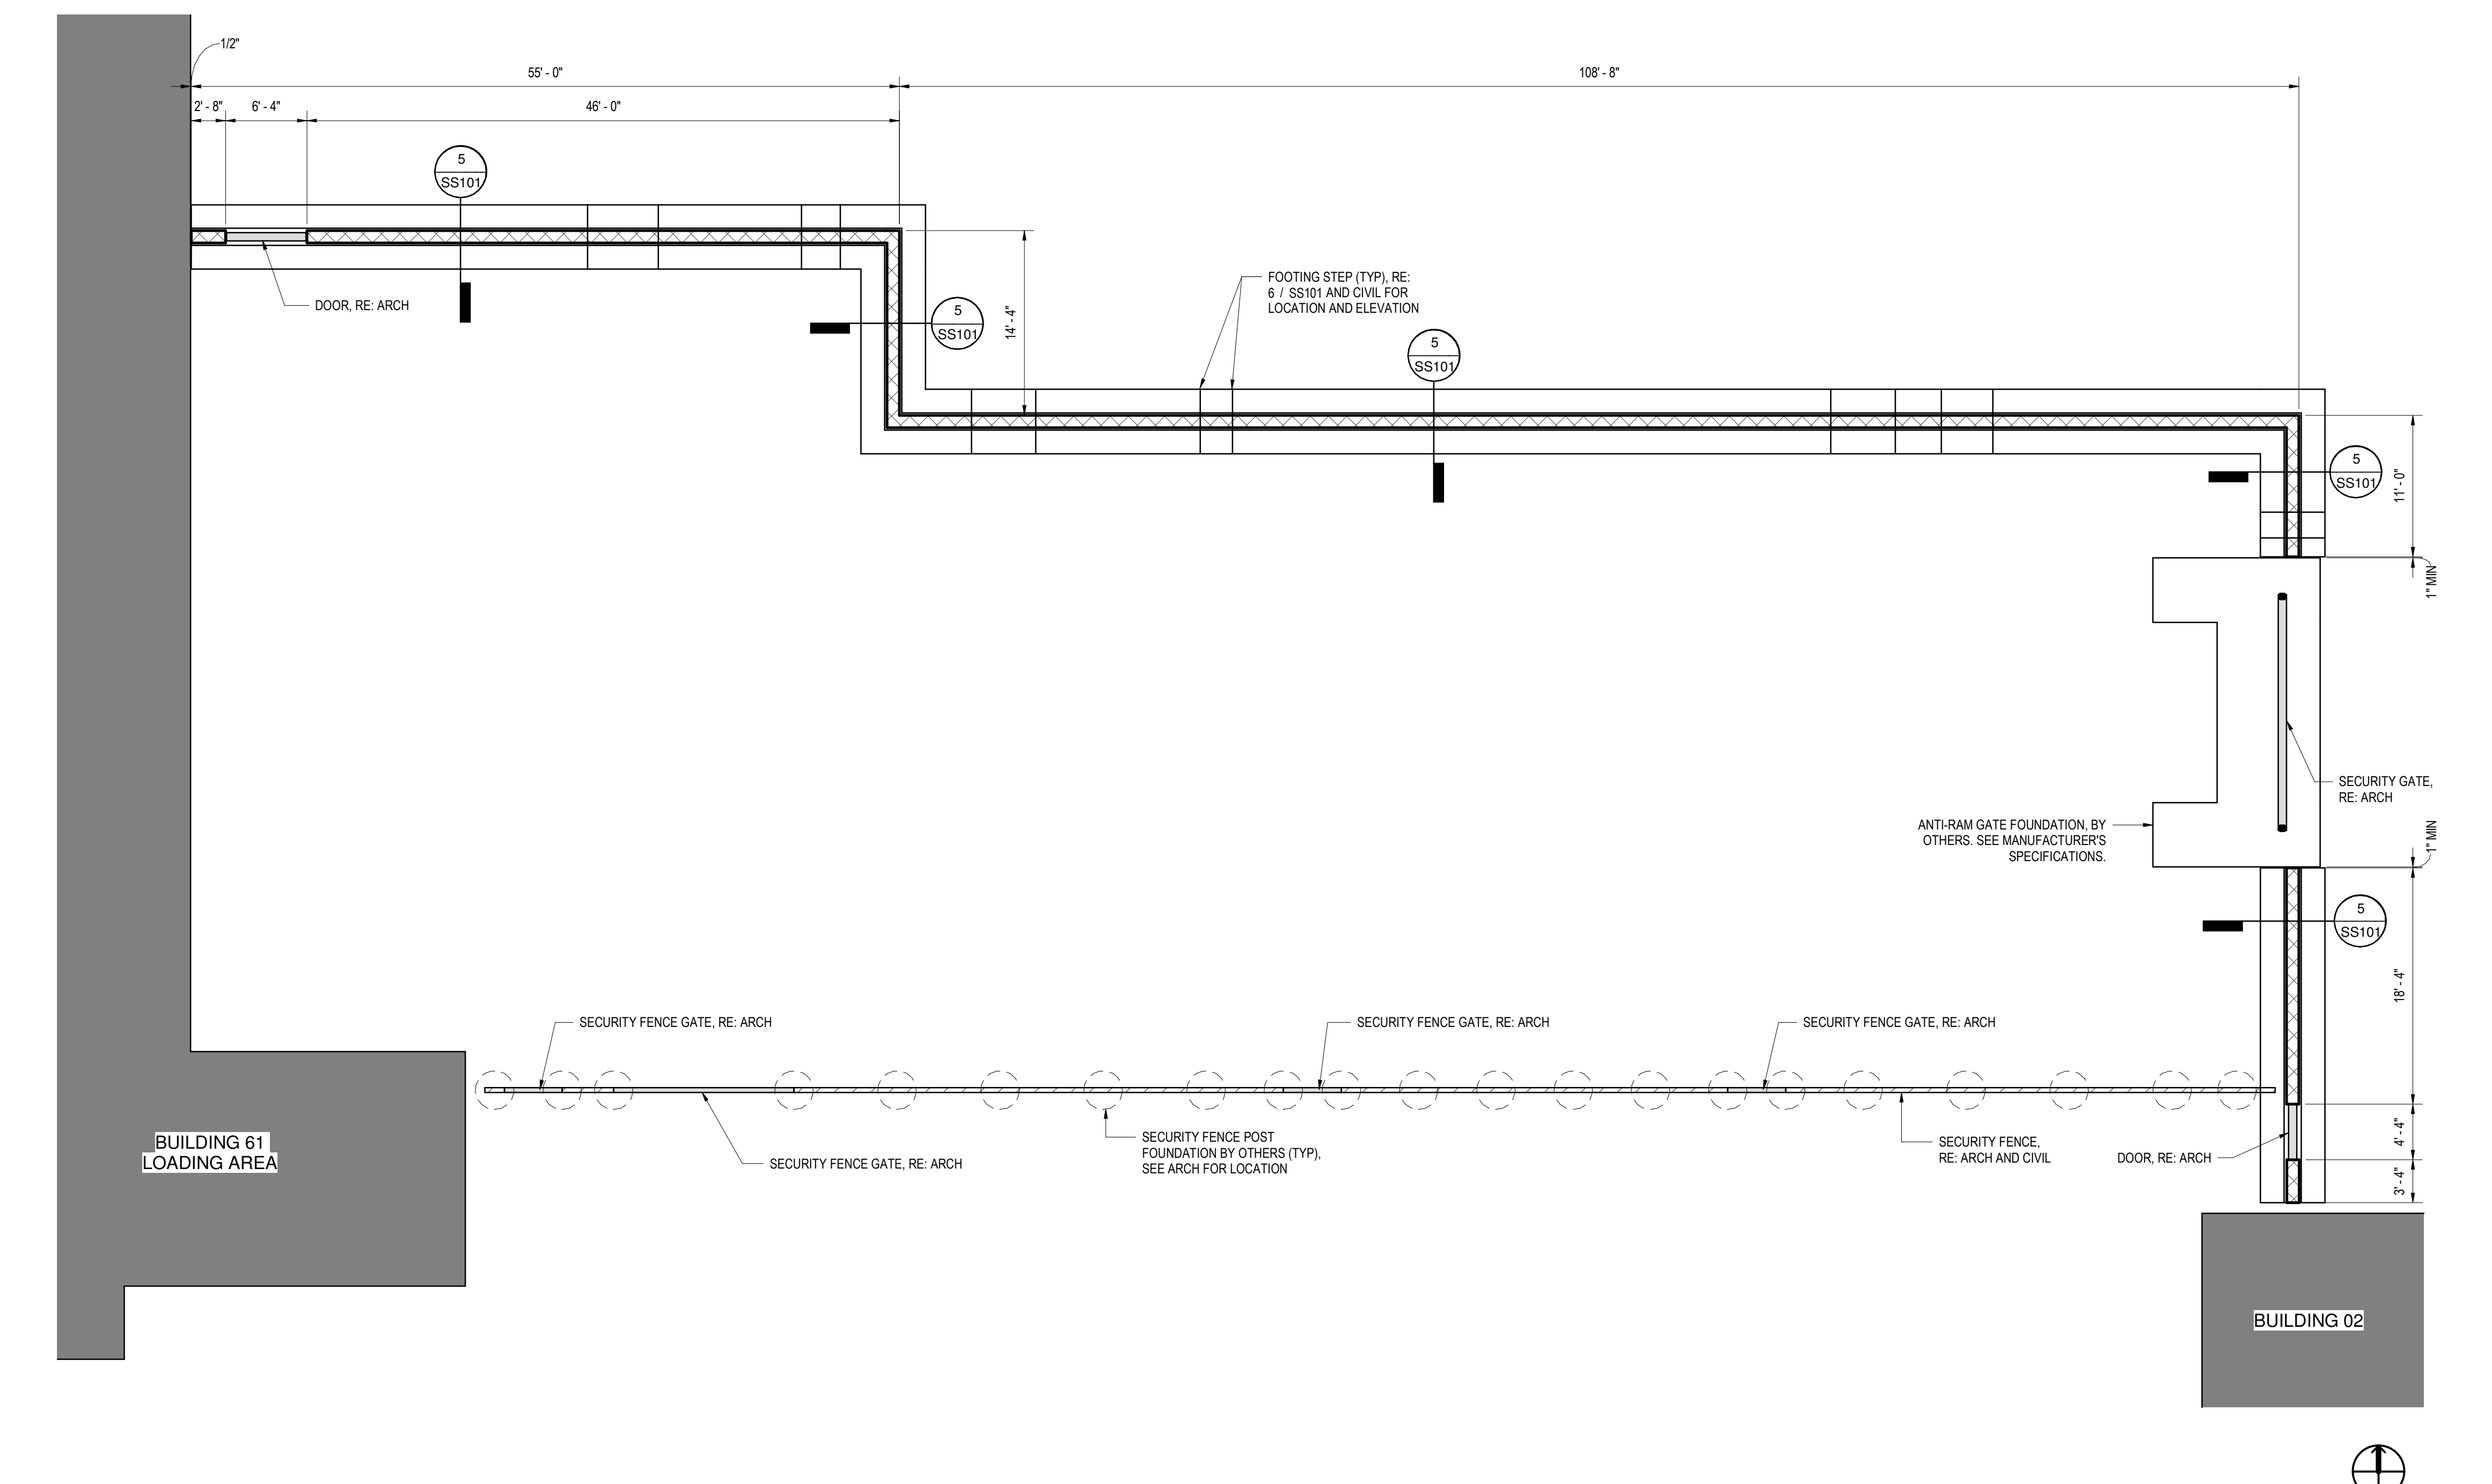 1/2"
55' - 0"
108' - 8"
2' - 8"
6' - 4"
46' - 0"
5
SS101
DOOR, RE: ARCH
5
SS101
14' - 4"
FOOTING STEP (TYP), RE:
6 / SS101 AND CIVIL FOR
LOCATION AND ELEVATION
5
SS101
5
SS101
11' - 0"
1" MIN
SECURITY GATE,
RE: ARCH
ANTI-RAM GATE FOUNDATION, BY
OTHERS. SEE MANUFACTURER'S
SPECIFICATIONS.
1" MIN
5
SS101
18' - 4"
SECURITY FENCE GATE, RE: ARCH
SECURITY FENCE GATE, RE: ARCH
SECURITY FENCE GATE, RE: ARCH
BUILDING 61
LOADING AREA
SECURITY FENCE GATE, RE: ARCH
SECURITY FENCE POST
FOUNDATION BY OTHERS (TYP),
SEE ARCH FOR LOCATION
SECURITY FENCE,
RE: ARCH AND CIVIL
DOOR, RE: ARCH
4' - 4"
3' - 4"
BUILDING 02